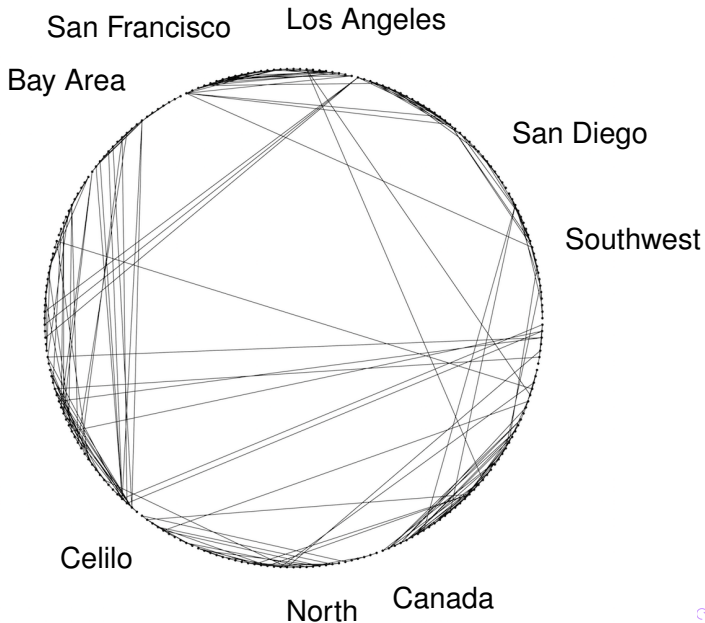 San Francisco
Bay Area
Los Angeles
San Diego
Southwest
Celilo
North
Canada